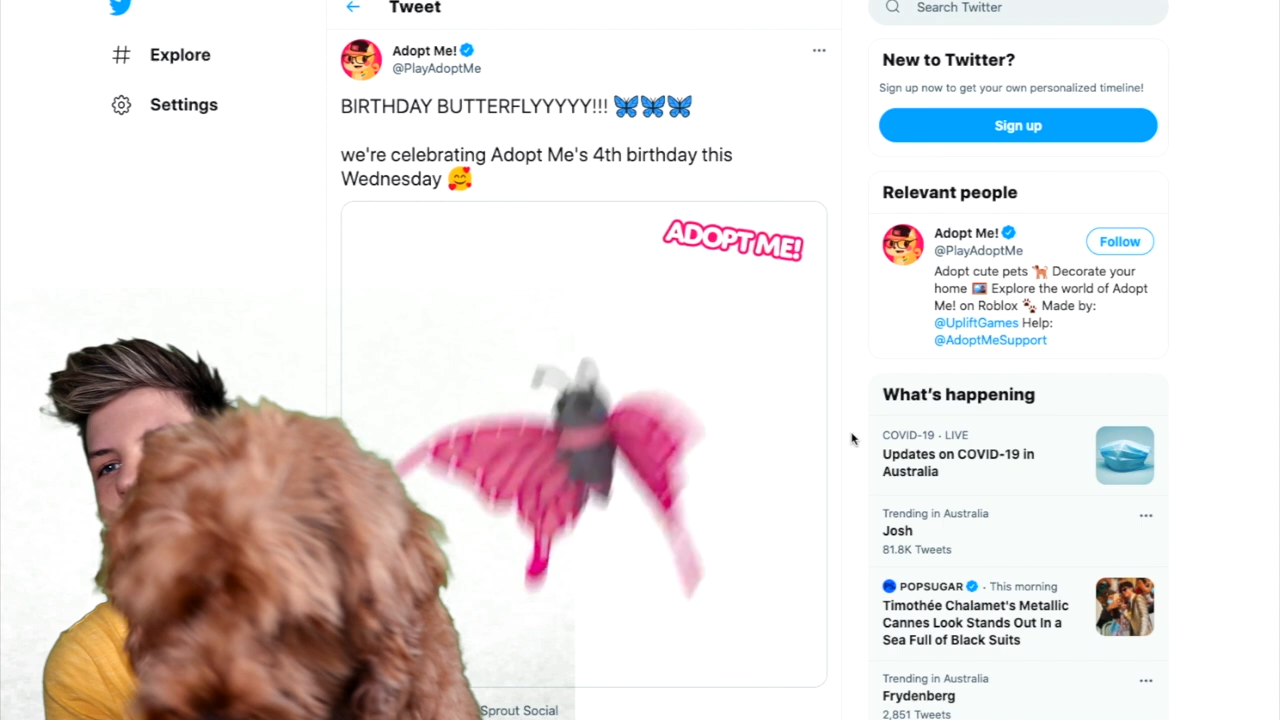 Explore
Settings
Tweet
Adopt Me!
@PlayAdoptMe
BIRTHDAY BUTTERFLYYYYY!!! 🦋🦋🦋
we're celebrating Adopt Me's 4th birthday this
Wednesday 🥰
ADOPT ME!
Sprout Social
Search Twitter
New to Twitter?
Sign up now to get your own personalized timeline!
Sign up
Relevant people
Adopt Me!
@PlayAdoptMe
Follow
Adopt cute pets 🐕 Decorate your
home 🖼️ Explore the world of Adopt
Me! on Roblox 🐾 Made by:
@UpliftGames Help:
@AdoptMeSupport
What's happening
COVID-19 · LIVE
Updates on COVID-19 in
Australia
Trending in Australia
Josh
81.8K Tweets
POPSUGAR · This morning
Timothée Chalamet's Metallic
Cannes Look Stands Out In a
Sea Full of Black Suits
Trending in Australia
Frydenberg
2,851 Tweets